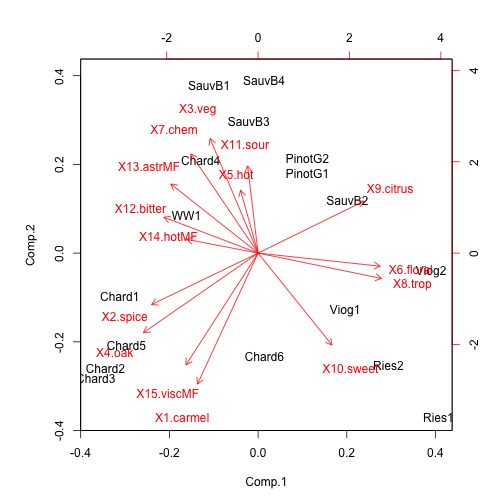 -2 0 2 4
SauvB1 SauvB4
X3.veg
SauvB3
X7.chem
X11.sour
Chard4 PinotG2
X13.astrMF X5.hot PinotG1
X9.citrus
SauvB2
X12.bitter
WW1
X14.hotMF
X6.floral Viog2
X8.trop
Chard1
Viog1
X2.spice
Chard5
X4.oak
Chard6
Chard2 X10.sweet Ries2
Chard3
X15.viscMF
X1.carmel Ries1
0.4
0.2
0.0
-0.2
-0.4
4
2
0
-2
Comp.2
-0.4 -0.2 0.0 0.2 0.4
Comp.1